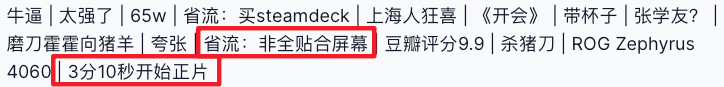 牛逼 | 太强了 | 65w | 省流：买steamdeck | 上海人狂喜 | 《开会》 | 带杯子 | 张学友？ |
磨刀霍霍向猪羊 | 夸张 | 省流：非全贴合屏幕 | 豆瓣评分9.9 | 杀猪刀 | ROG Zephyrus
4060 | 3分10秒开始正片